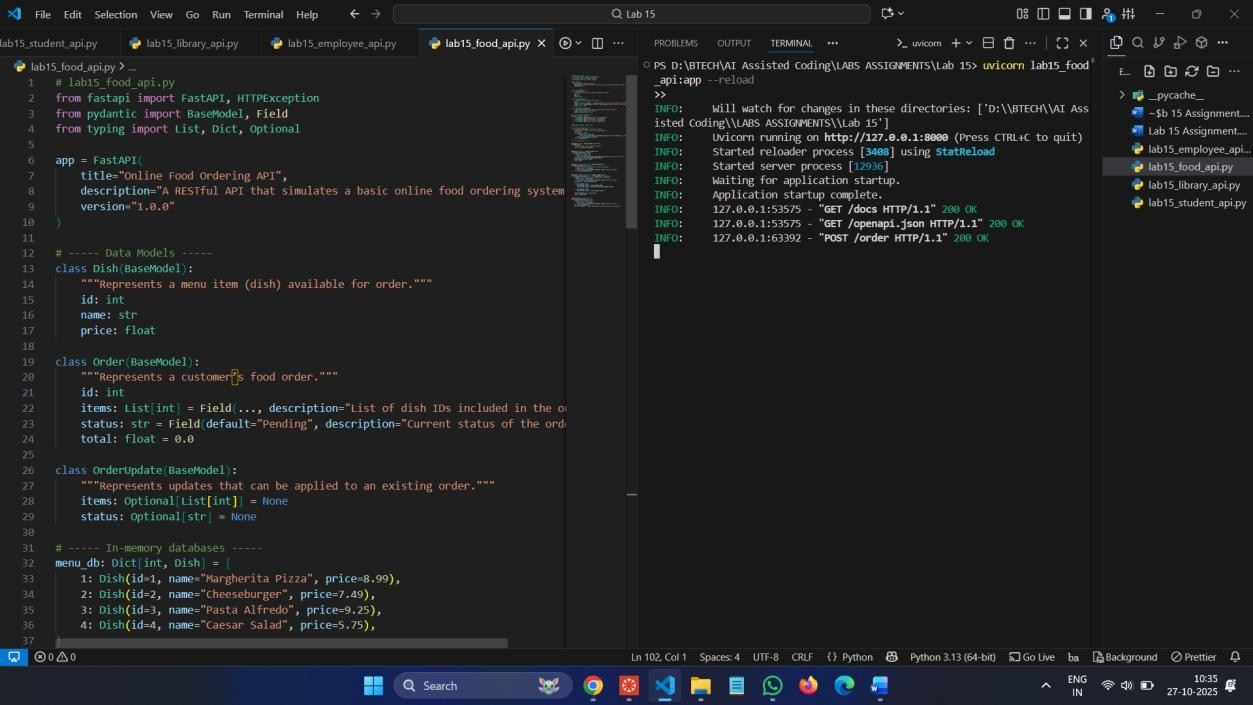 File Edit Selection View Go Run Terminal Help
Lab 15
lab15_student_api.py
lab15_library_api.py
lab15_employee_api.py
lab15_food_api.py
lab15_food_api.py > ...
1 # lab15_food_api.py
2 from fastapi import FastAPI, HTTPException
3 from pydantic import BaseModel, Field
4 from typing import List, Dict, Optional
5
6 app = FastAPI(
7 title="Online Food Ordering API",
8 description="A RESTful API that simulates a basic online food ordering system
9 version="1.0.0"
10 )
11
12 # ----- Data Models -----
13 class Dish(BaseModel):
14 """Represents a menu item (dish) available for order."""
15 id: int
16 name: str
17 price: float
18
19 class Order(BaseModel):
20 """Represents a customer’s food order."""
21 id: int
22 items: List[int] = Field(..., description="List of dish IDs included in the or
23 status: str = Field(default="Pending", description="Current status of the orde
24 total: float = 0.0
25
26 class OrderUpdate(BaseModel):
27 """Represents updates that can be applied to an existing order."""
28 items: Optional[List[int]] = None
29 status: Optional[str] = None
30
31 # ----- In-memory databases -----
32 menu_db: Dict[int, Dish] = {
33 1: Dish(id=1, name="Margherita Pizza", price=8.99),
34 2: Dish(id=2, name="Cheeseburger", price=7.49),
35 3: Dish(id=3, name="Pasta Alfredo", price=9.25),
36 4: Dish(id=4, name="Caesar Salad", price=5.75),
37 }
PROBLEMS OUTPUT TERMINAL ... uvicorn
PS D:\BTECH\AI Assisted Coding\LABS ASSIGNMENTS\Lab 15> uvicorn lab15_food
_api:app --reload
>>
INFO: Will watch for changes in these directories: ['D:\\BTECH\\AI Ass
isted Coding\\LABS ASSIGNMENTS\\Lab 15']
INFO: Uvicorn running on http://127.0.0.1:8000 (Press CTRL+C to quit)
INFO: Started reloader process [3408] using StatReload
INFO: Started server process [12936]
INFO: Waiting for application startup.
INFO: Application startup complete.
INFO: 127.0.0.1:53575 - "GET /docs HTTP/1.1" 200 OK
INFO: 127.0.0.1:53575 - "GET /openapi.json HTTP/1.1" 200 OK
INFO: 127.0.0.1:63392 - "POST /order HTTP/1.1" 200 OK
E...
__pycache__
~$b 15 Assignment....
Lab 15 Assignment....
lab15_employee_api...
lab15_food_api.py
lab15_library_api.py
lab15_student_api.py
0 0 Ln 102, Col 1 Spaces: 4 UTF-8 CRLF {} Python Python 3.13 (64-bit) Go Live ba Background Prettier
Search
ENG
IN
10:35
27-10-2025